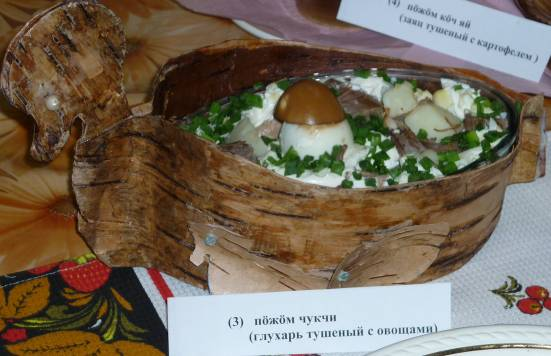 (4) пӧжӧм кӧч яй
(заяц тушеный с картофелем )
(3) пӧжӧм чукчи
(глухарь тушеный с овощами)